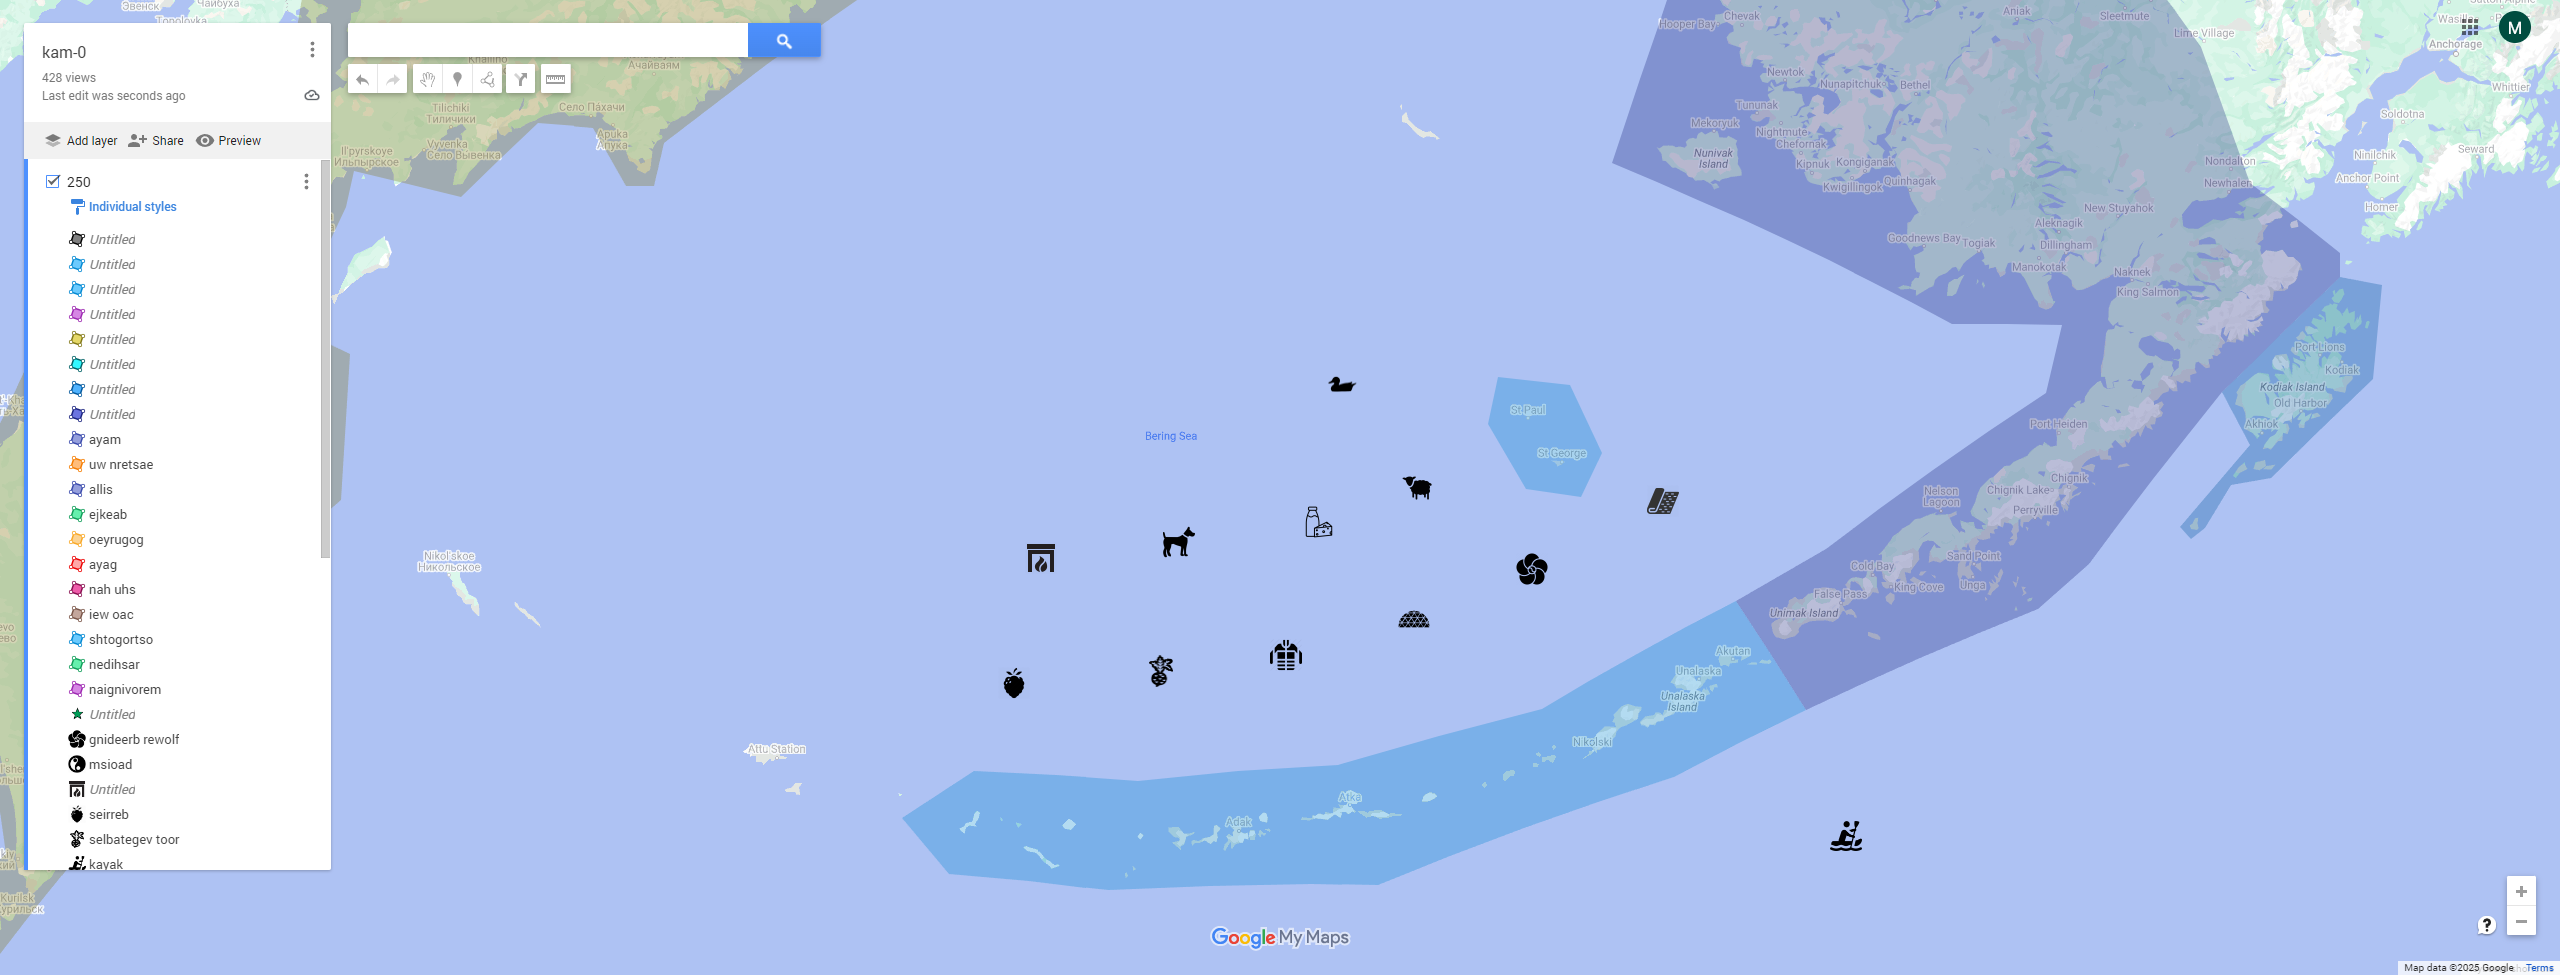 kam-0
428 views
Last edit was seconds ago
Add layer Share Preview
250
Individual styles
Untitled
Untitled
Untitled
Untitled
Untitled
Untitled
Untitled
Untitled
ayam
uw nretsae
allis
ejkeab
oeyrugog
ayag
nah uhs
iew oac
shtogortso
nedihsar
naignivorem
Untitled
gnideerb rewolf
msioad
Untitled
seirreb
selbategev toor
kayak
Эвенск
Чайбуха
Topolovka
Khailino
Ачайваям
Tilichiki
Тиличики
Село Пахачи
Apuka
Апука
Vyvenka
Село Вывенка
Il'pyrskoye
Ильпырское
Nikol'skoe
Никольское
Bering Sea
Attu Station
Adak
Atka
Nikolski
Unalaska
Unalaska
Island
Akutan
St Paul
St George
Unimak Island
False Pass
King Cove
Cold Bay
Unga
Sand Point
Nelson
Lagoon
Perryville
Chignik Lake
Chignik
Port Heiden
Hooper Bay
Chevak
Aniak
Sleetmute
Lime Village
Newtok
Nunapitchuk
Bethel
Tununak
Mekoryuk
Nightmute
Chefornak
Nunivak
Island
Kipnuk
Kongiganak
Kwigillingok
Quinhagak
Goodnews Bay
Togiak
Manokotak
Dillingham
Aleknagik
New Stuyahok
Naknek
King Salmon
Newhalen
Nondalton
Port Lions
Kodiak
Kodiak Island
Old Harbor
Akhiok
Anchorage
Whittier
Soldotna
Seward
Ninilchik
Anchor Point
Homer
M
Kurilsk
Google My Maps
Map data ©2025 Google Terms